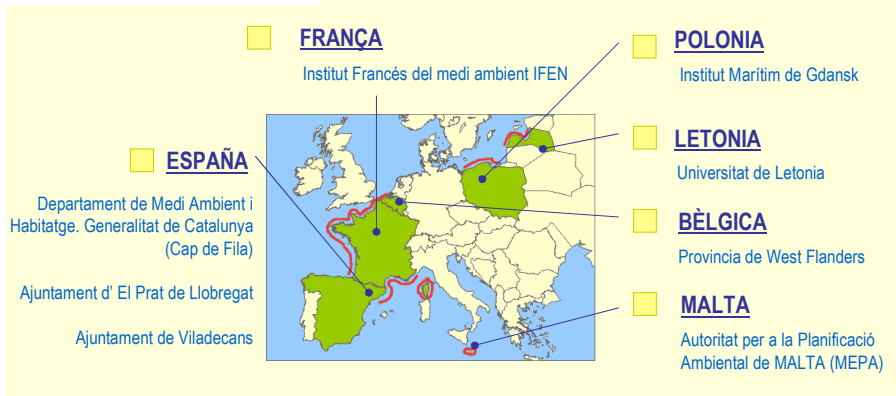 FRANÇA
Institut Francés del medi ambient IFEN
POLONIA
Institut Marítim de Gdansk
LETONIA
Universitat de Letonia
ESPAÑA
Departament de Medi Ambient i
Habitatge. Generalitat de Catalunya
(Cap de Fila)
Ajuntament d' El Prat de Llobregat
Ajuntament de Viladecans
BÈLGICA
Provincia de West Flanders
MALTA
Autoritat per a la Planificació
Ambiental de MALTA (MEPA)